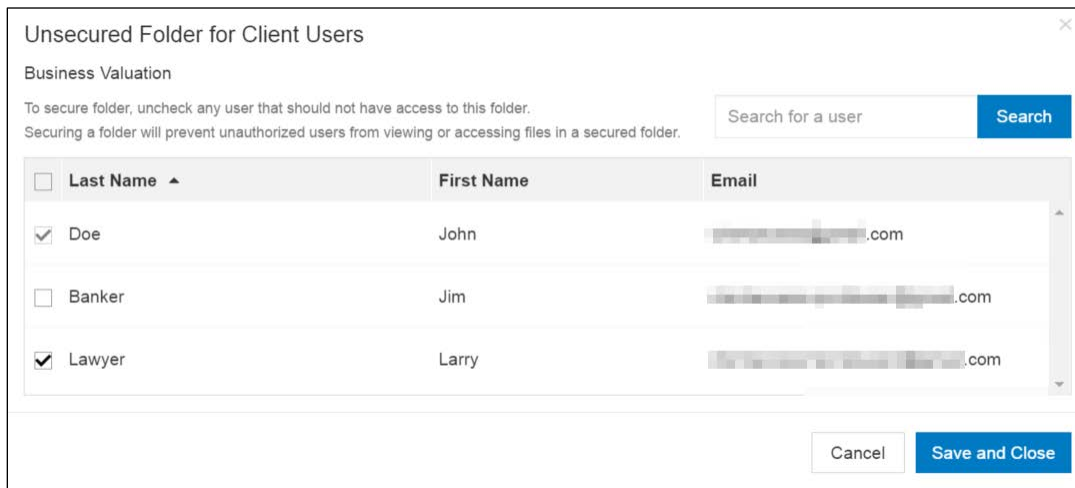 Unsecured Folder for Client Users
Business Valuation
To secure folder, uncheck any user that should not have access to this folder.
Securing a folder will prevent unauthorized users from viewing or accessing files in a secured folder.
Search for a user Search
Last Name First Name Email
Doe John .com
Banker Jim .com
Lawyer Larry .com
Cancel Save and Close